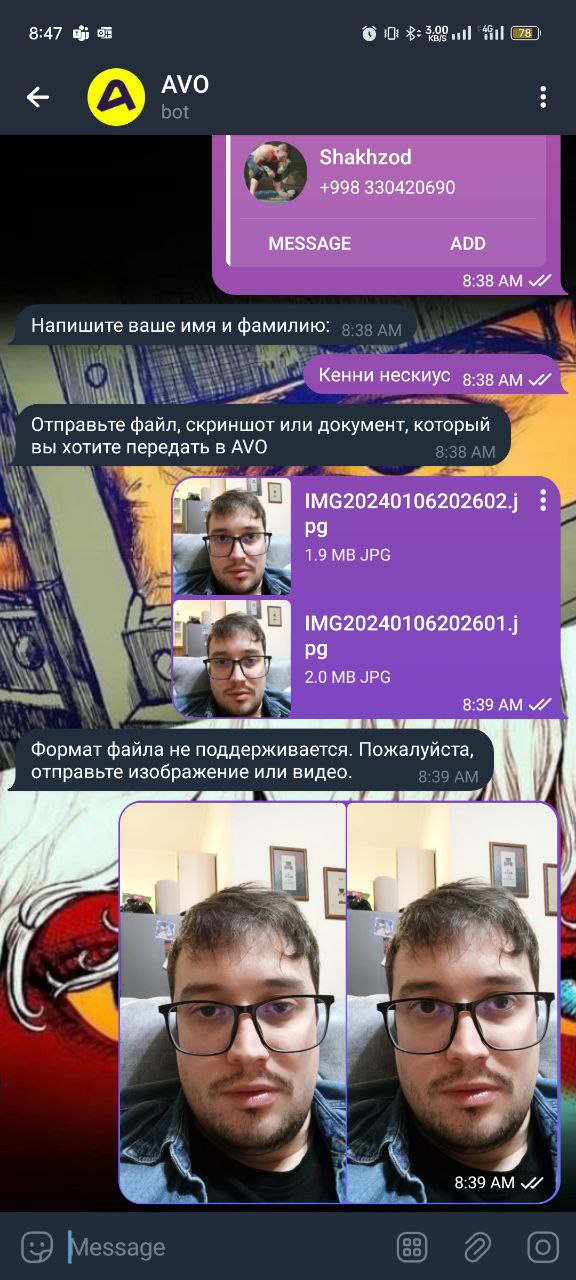 8:47
3.00
KB/S
4G
78
AVO
bot
Shakhzod
+998 330420690
MESSAGE ADD
8:38 AM
Напишите ваше имя и фамилию: 8:38 AM
Кенни нескиус 8:38 AM
Отправьте файл, скриншот или документ, который
вы хотите передать в AVO 8:38 AM
IMG20240106202602.j
pg
1.9 MB JPG
IMG20240106202601.j
pg
2.0 MB JPG
8:39 AM
Формат файла не поддерживается. Пожалуйста,
отправьте изображение или видео. 8:39 AM
8:39 AM
Message